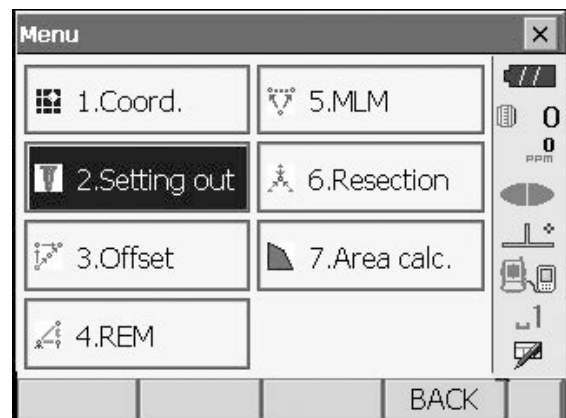 Menu
1.Coord.
5.MLM
0
0
PPM
2.Setting out
6.Resection
3.Offset
7.Area calc.
4.REM
1
BACK